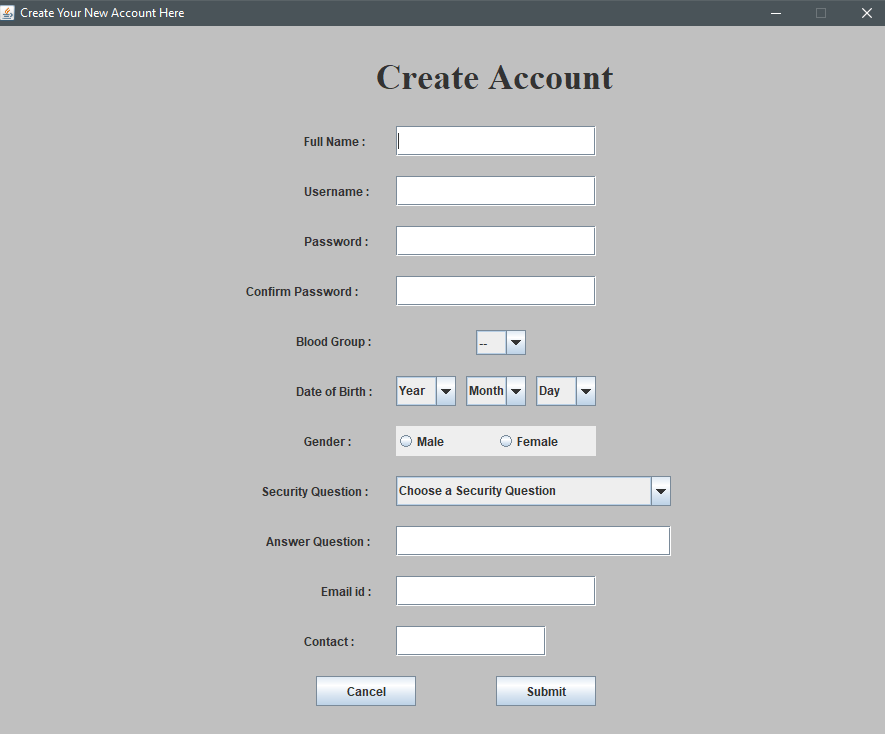 Create Your New Account Here
Create Account
Full Name :
Username :
Password :
Confirm Password :
Blood Group : --
Date of Birth : Year Month Day
Gender : Male Female
Security Question : Choose a Security Question
Answer Question :
Email id :
Contact :
Cancel Submit